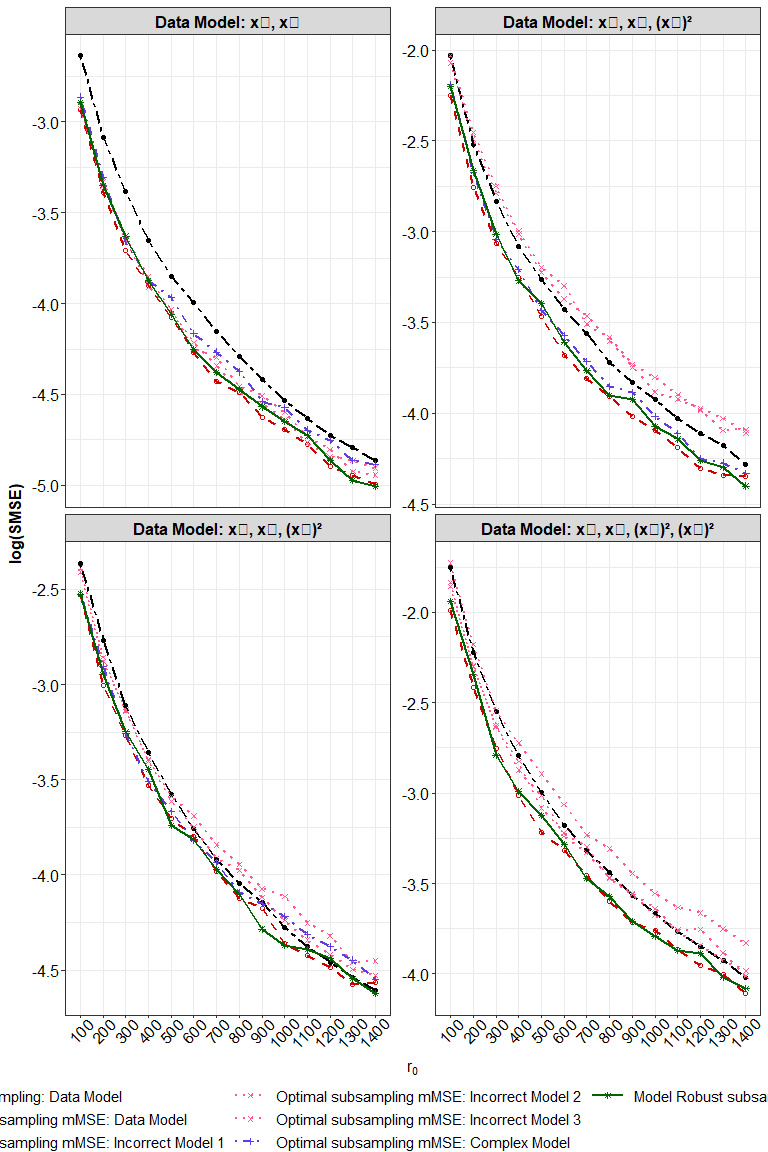 Data Model: x▯, x▯
Data Model: x▯, x▯, (x▯)²
-3.0
-3.5
-4.0
-4.5
-5.0
-2.0
-2.5
-3.0
-3.5
-4.0
-4.5
log(SMSE)
Data Model: x▯, x▯, (x▯)²
Data Model: x▯, x▯, (x▯)², (x▯)²
-2.5
-3.0
-3.5
-4.0
-4.5
-2.0
-2.5
-3.0
-3.5
-4.0
100 200 300 400 500 600 700 800 900 1000 1100 1200 1300 1400
100 200 300 400 500 600 700 800 900 1000 1100 1200 1300 1400
r₀
mpling: Data Model
Optimal subsampling mMSE: Incorrect Model 2
Model Robust subsa
sampling mMSE: Data Model
Optimal subsampling mMSE: Incorrect Model 3
sampling mMSE: Incorrect Model 1
Optimal subsampling mMSE: Complex Model